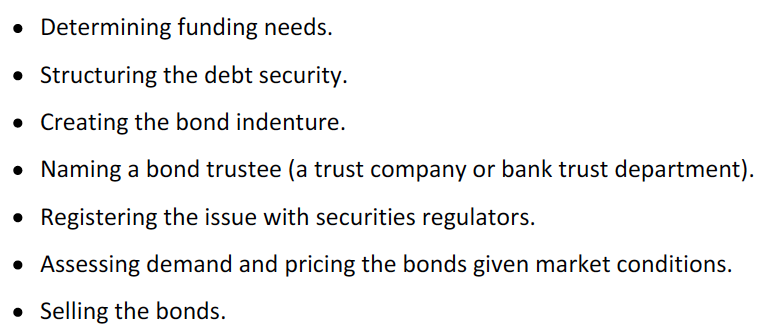 • Determining funding needs.
• Structuring the debt security.
• Creating the bond indenture.
• Naming a bond trustee (a trust company or bank trust department).
• Registering the issue with securities regulators.
• Assessing demand and pricing the bonds given market conditions.
• Selling the bonds.